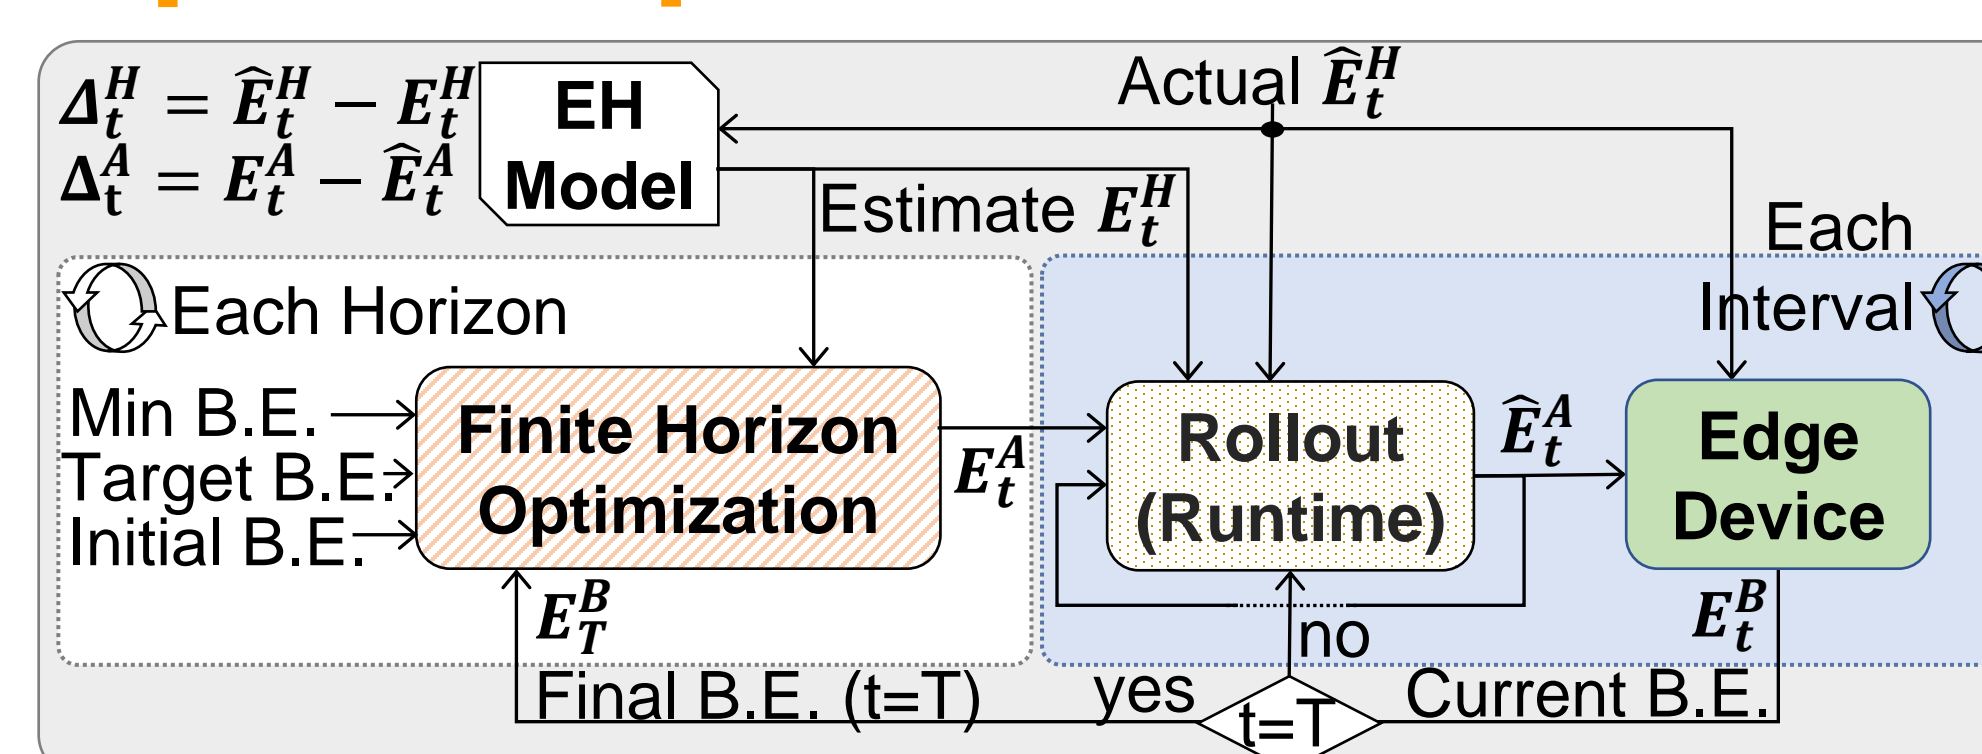 Δ_t^H = Ê_t^H − E_t^H
Δ_t^A = E_t^A − Ê_t^A
EH
Model
Actual Ê_t^H
Estimate E_t^H
Each
Interval
Each Horizon
Min B.E.
Target B.E.
Initial B.E.
Finite Horizon
Optimization
E_t^A
Rollout
(Runtime)
Ê_t^A
Edge
Device
E_T^B
no
E_t^B
Final B.E. (t=T)
yes
t=T
Current B.E.